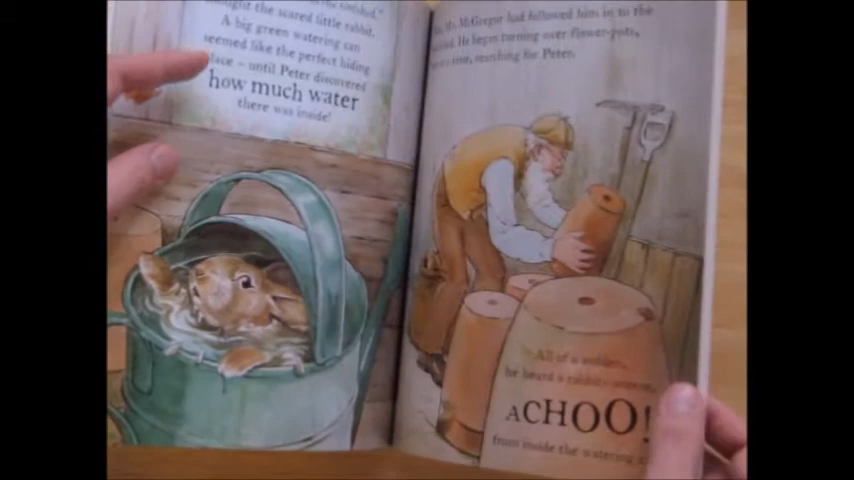 thought the scared little rabbit.
A big green watering can
seemed like the perfect hiding
place – until Peter discovered
how much water
there was inside!
Mr. McGregor had followed him in to the
He began turning over flower-pots,
searching for Peter.
All of a sudden,
he heard a rabbit
ACHOO!
from inside the watering